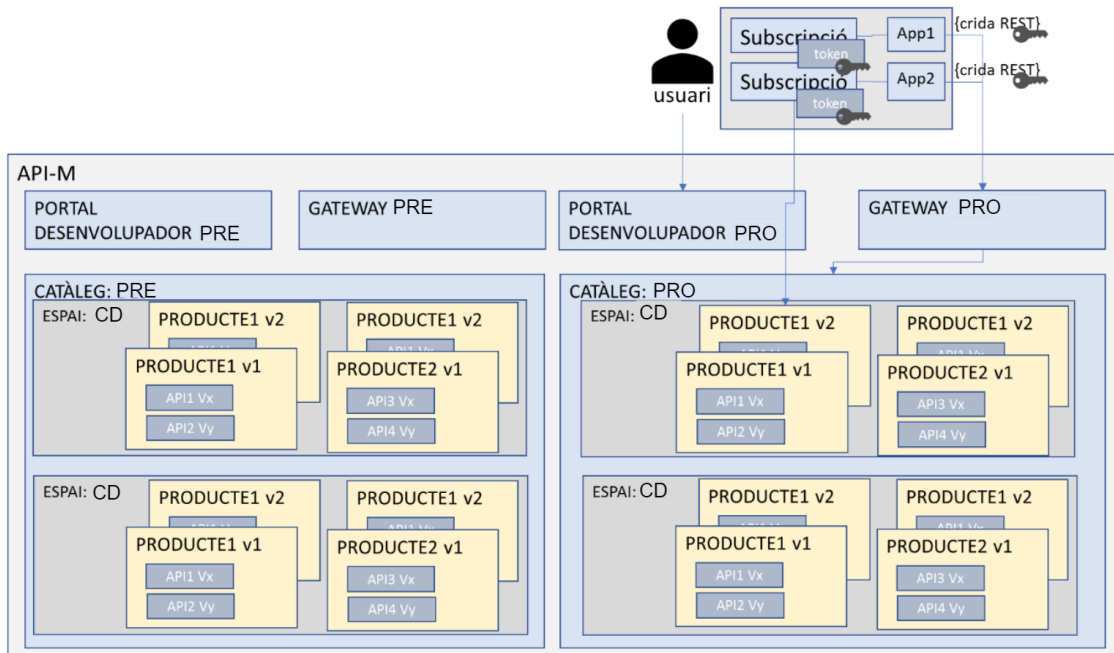 Subscripció
token
App1
{crida REST}
Subscripció
token
App2
{crida REST}
usuari
API-M
PORTAL
DESENVOLUPADOR PRE
GATEWAY PRE
PORTAL
DESENVOLUPADOR PRO
GATEWAY PRO
CATÀLEG: PRE
ESPAI: CD
PRODUCTE1 v2
PRODUCTE1 v1
API1 Vx
API2 Vy
PRODUCTE1 v2
API1 Vx
PRODUCTE2 v1
API3 Vx
API4 Vy
ESPAI: CD
PRODUCTE1 v2
PRODUCTE1 v1
API1 Vx
API2 Vy
PRODUCTE1 v2
PRODUCTE2 v1
API3 Vx
API4 Vy
CATÀLEG: PRO
ESPAI: CD
PRODUCTE1 v2
PRODUCTE1 v1
API1 Vx
API2 Vy
PRODUCTE1 v2
API1 Vx
PRODUCTE2 v1
API3 Vx
API4 Vy
ESPAI: CD
PRODUCTE1 v2
PRODUCTE1 v1
API1 Vx
API2 Vy
PRODUCTE1 v2
PRODUCTE2 v1
API3 Vx
API4 Vy